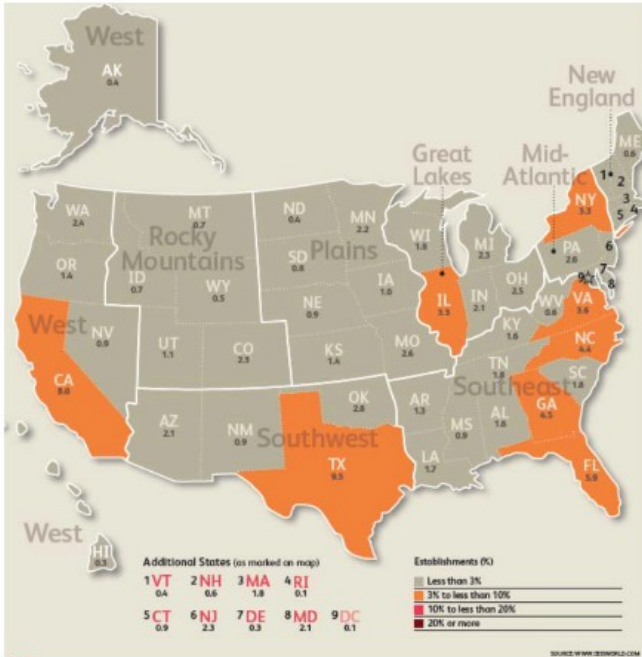 West
AK
0.4
New
England
ME
0.6
Great
Lakes
Mid-
Atlantic
1
2
3
4
5
NY
3.3
WA
2.4
MT
0.7
ND
0.4
MN
2.2
WI
1.8
MI
2.3
PA
2.6
6
7
8
9
OR
1.4
Rocky
Mountains
ID
0.7
WY
0.5
SD
0.8
Plains
IA
IL
3.3
IN
2.1
OH
2.5
WV
0.6
VA
3.6
NE
0.9
West
NV
0.9
UT
1.1
CO
KS
1.4
MO
2.6
KY
1.6
NC
4.4
CA
TN
1.8
Southeast
SC
1.8
AZ
2.1
NM
0.9
OK
2.8
Southwest
AR
1.3
MS
0.9
AL
GA
4.5
TX
9.5
LA
1.7
FL
5.9
West
HI
0.3
Additional States (as marked on map)
1 VT 2 NH 3 MA 4 RI
0.4 0.6 1.8 0.1
5 CT 6 NJ 7 DE 8 MD 9 DC
0.9 2.3 0.3 2.1 0.1
Establishments (%)
Less than 3%
3% to less than 10%
10% to less than 20%
20% or more
SOURCE: WWW.IBISWORLD.COM